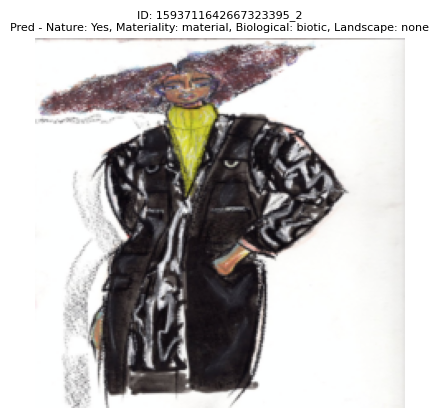 ID: 1593711642667323395_2
Pred - Nature: Yes, Materiality: material, Biological: biotic, Landscape: none